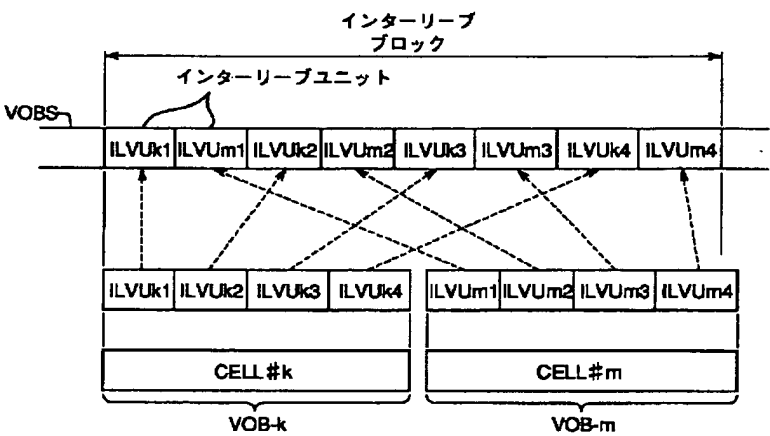 インターリーブ
ブロック
インターリーブユニット
VOBS
ILVUk1 ILVUm1 ILVUk2 ILVUm2 ILVUk3 ILVUm3 ILVUk4 ILVUm4
ILVUk1 ILVUk2 ILVUk3 ILVUk4 ILVUm1 ILVUm2 ILVUm3 ILVUm4
CELL#k CELL#m
VOB-k VOB-m